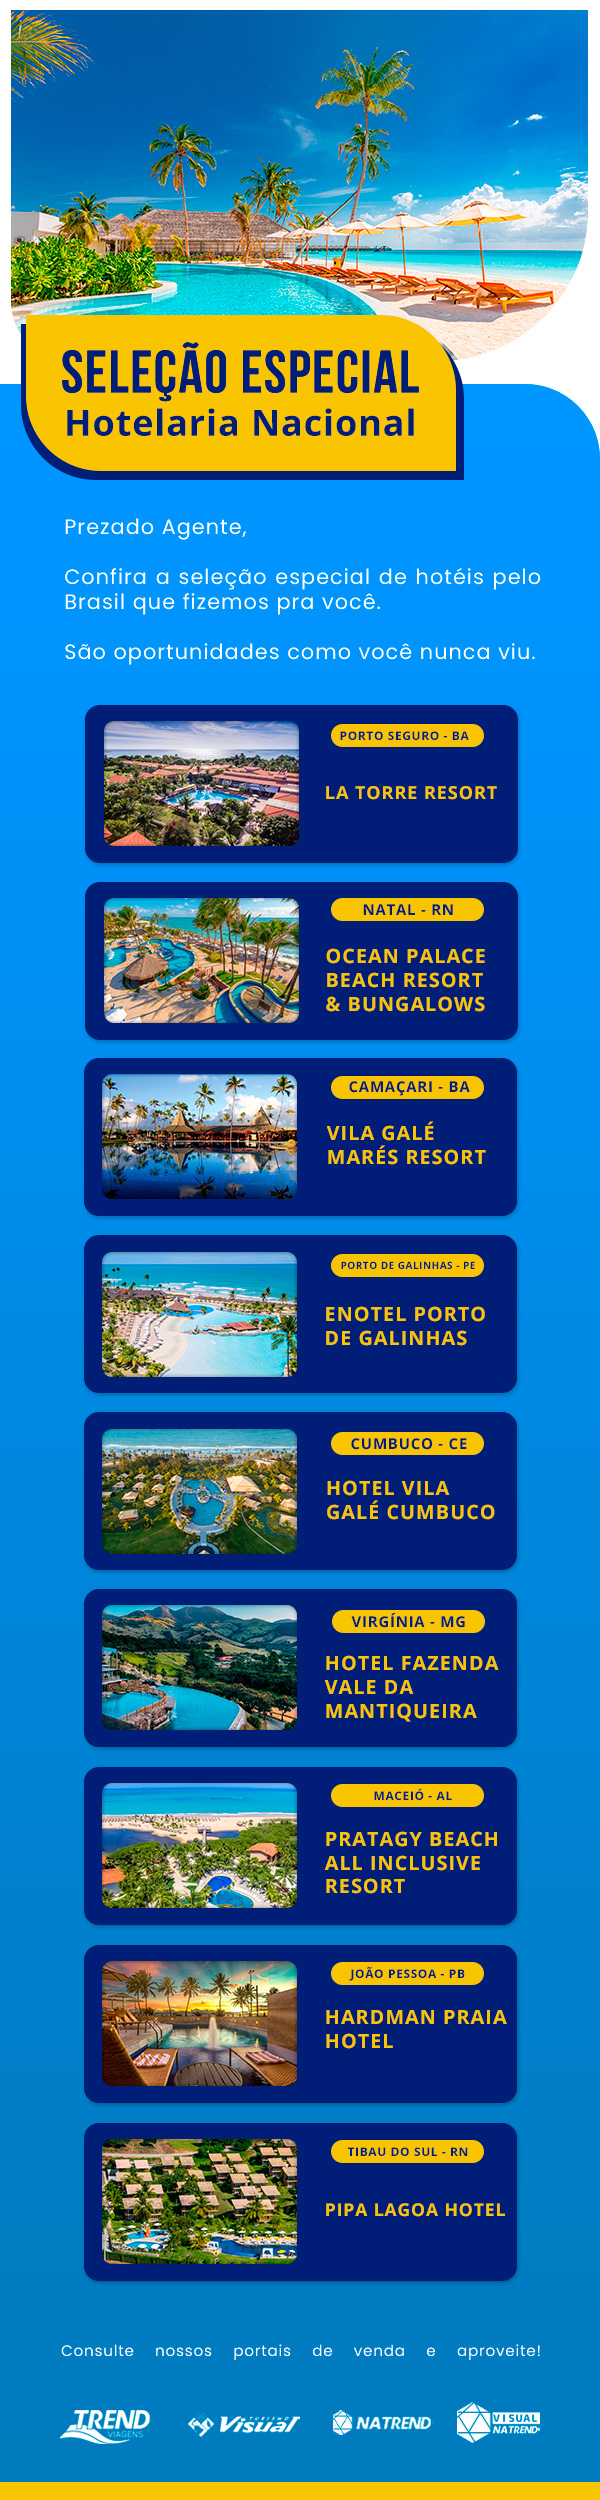 SELEÇÃO ESPECIAL
Hotelaria Nacional
Prezado Agente,
Confira a seleção especial de hotéis pelo
Brasil que fizemos pra você.
São oportunidades como você nunca viu.
PORTO SEGURO - BA
LA TORRE RESORT
NATAL - RN
OCEAN PALACE
BEACH RESORT
& BUNGALOWS
CAMAÇARI - BA
VILA GALÉ
MARÉS RESORT
PORTO DE GALINHAS - PE
ENOTEL PORTO
DE GALINHAS
CUMBUCO - CE
HOTEL VILA
GALÉ CUMBUCO
VIRGÍNIA - MG
HOTEL FAZENDA
VALE DA
MANTIQUEIRA
MACEIÓ - AL
PRATAGY BEACH
ALL INCLUSIVE
RESORT
JOÃO PESSOA - PB
HARDMAN PRAIA
HOTEL
TIBAU DO SUL - RN
PIPA LAGOA HOTEL
Consulte nossos portais de venda e aproveite!
TREND
VIAGENS
TURISMO
Visual
NATREND
VISUAL
NATREND